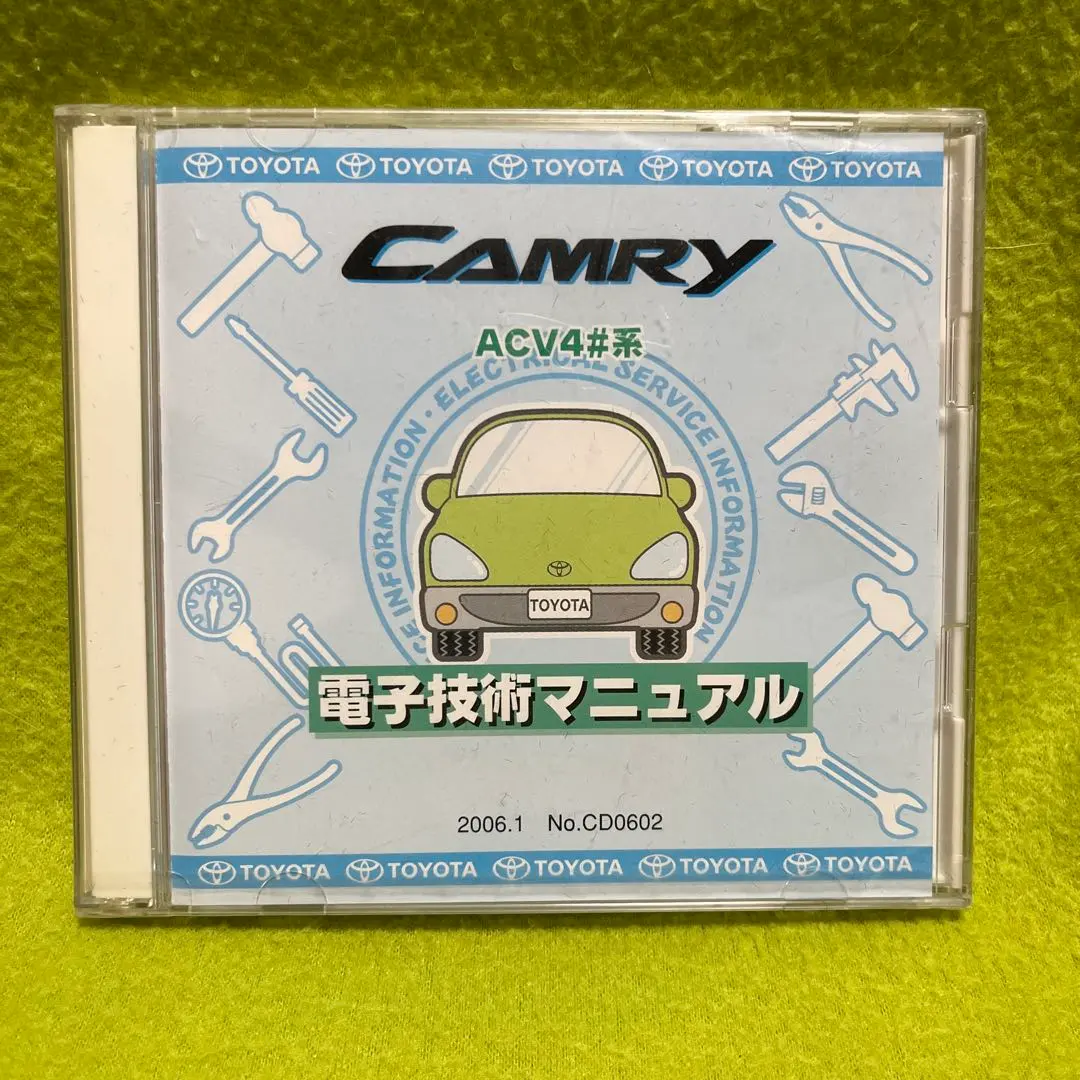 TOYOTA TOYOTA TOYOTA TOYOTA TOYOTA
CAMRY
ACV4#系
INFORMATION・ELECTRICAL SERVICE INFORMATION
TOYOTA
電子技術マニュアル
2006.1 No.CD0602
TOYOTA TOYOTA TOYOTA TOYOTA TOYOTA